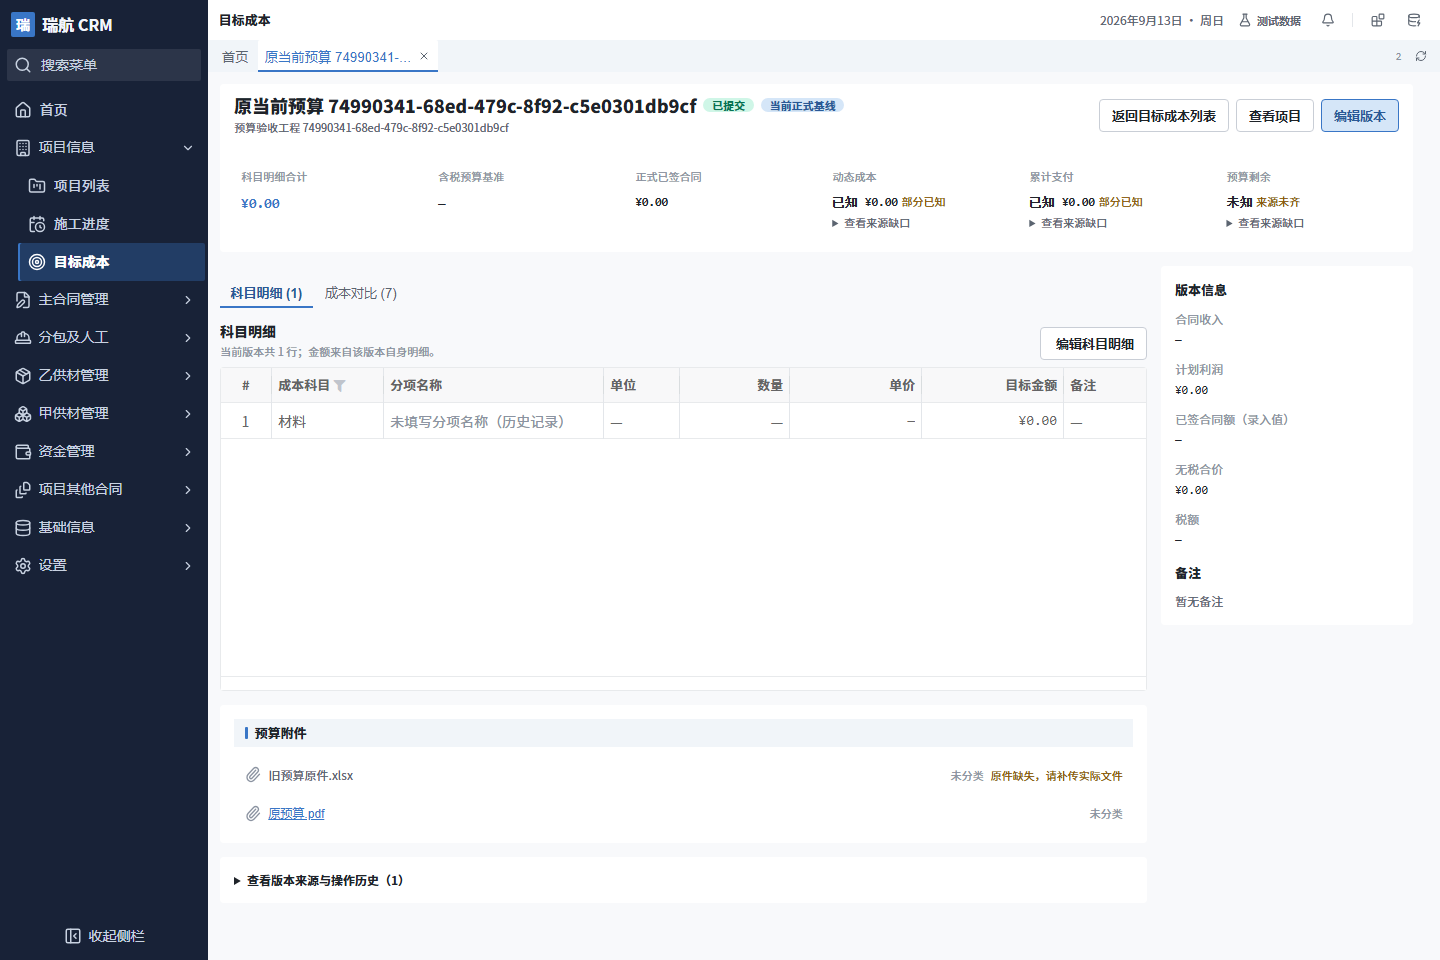 瑞 瑞航 CRM
搜索菜单
首页
项目信息
项目列表
施工进度
目标成本
主合同管理
分包及人工
乙供材管理
甲供材管理
资金管理
项目其他合同
基础信息
设置
收起侧栏
目标成本
2026年9月13日 • 周日 测试数据
首页 原当前预算 74990341-... 2
原当前预算 74990341-68ed-479c-8f92-c5e0301db9cf 已提交 当前正式基线
预算验收工程 74990341-68ed-479c-8f92-c5e0301db9cf
返回目标成本列表 查看项目 编辑版本
科目明细合计 含税预算基准 正式已签合同 动态成本 累计支付 预算剩余
¥0.00 — ¥0.00 已知 ¥0.00 部分已知 已知 ¥0.00 部分已知 未知 来源未齐
▶ 查看来源缺口 ▶ 查看来源缺口 ▶ 查看来源缺口
科目明细 (1) 成本对比 (7)
科目明细
当前版本共 1 行；金额来自该版本自身明细。
编辑科目明细
# 成本科目 分项名称 单位 数量 单价 目标金额 备注
1 材料 未填写分项名称（历史记录） — — — ¥0.00 —
预算附件
旧预算原件.xlsx 未分类 原件缺失，请补传实际文件
原预算.pdf 未分类
▶ 查看版本来源与操作历史（1）
版本信息
合同收入
—
计划利润
¥0.00
已签合同额（录入值）
—
无税合价
¥0.00
税额
—
备注
暂无备注